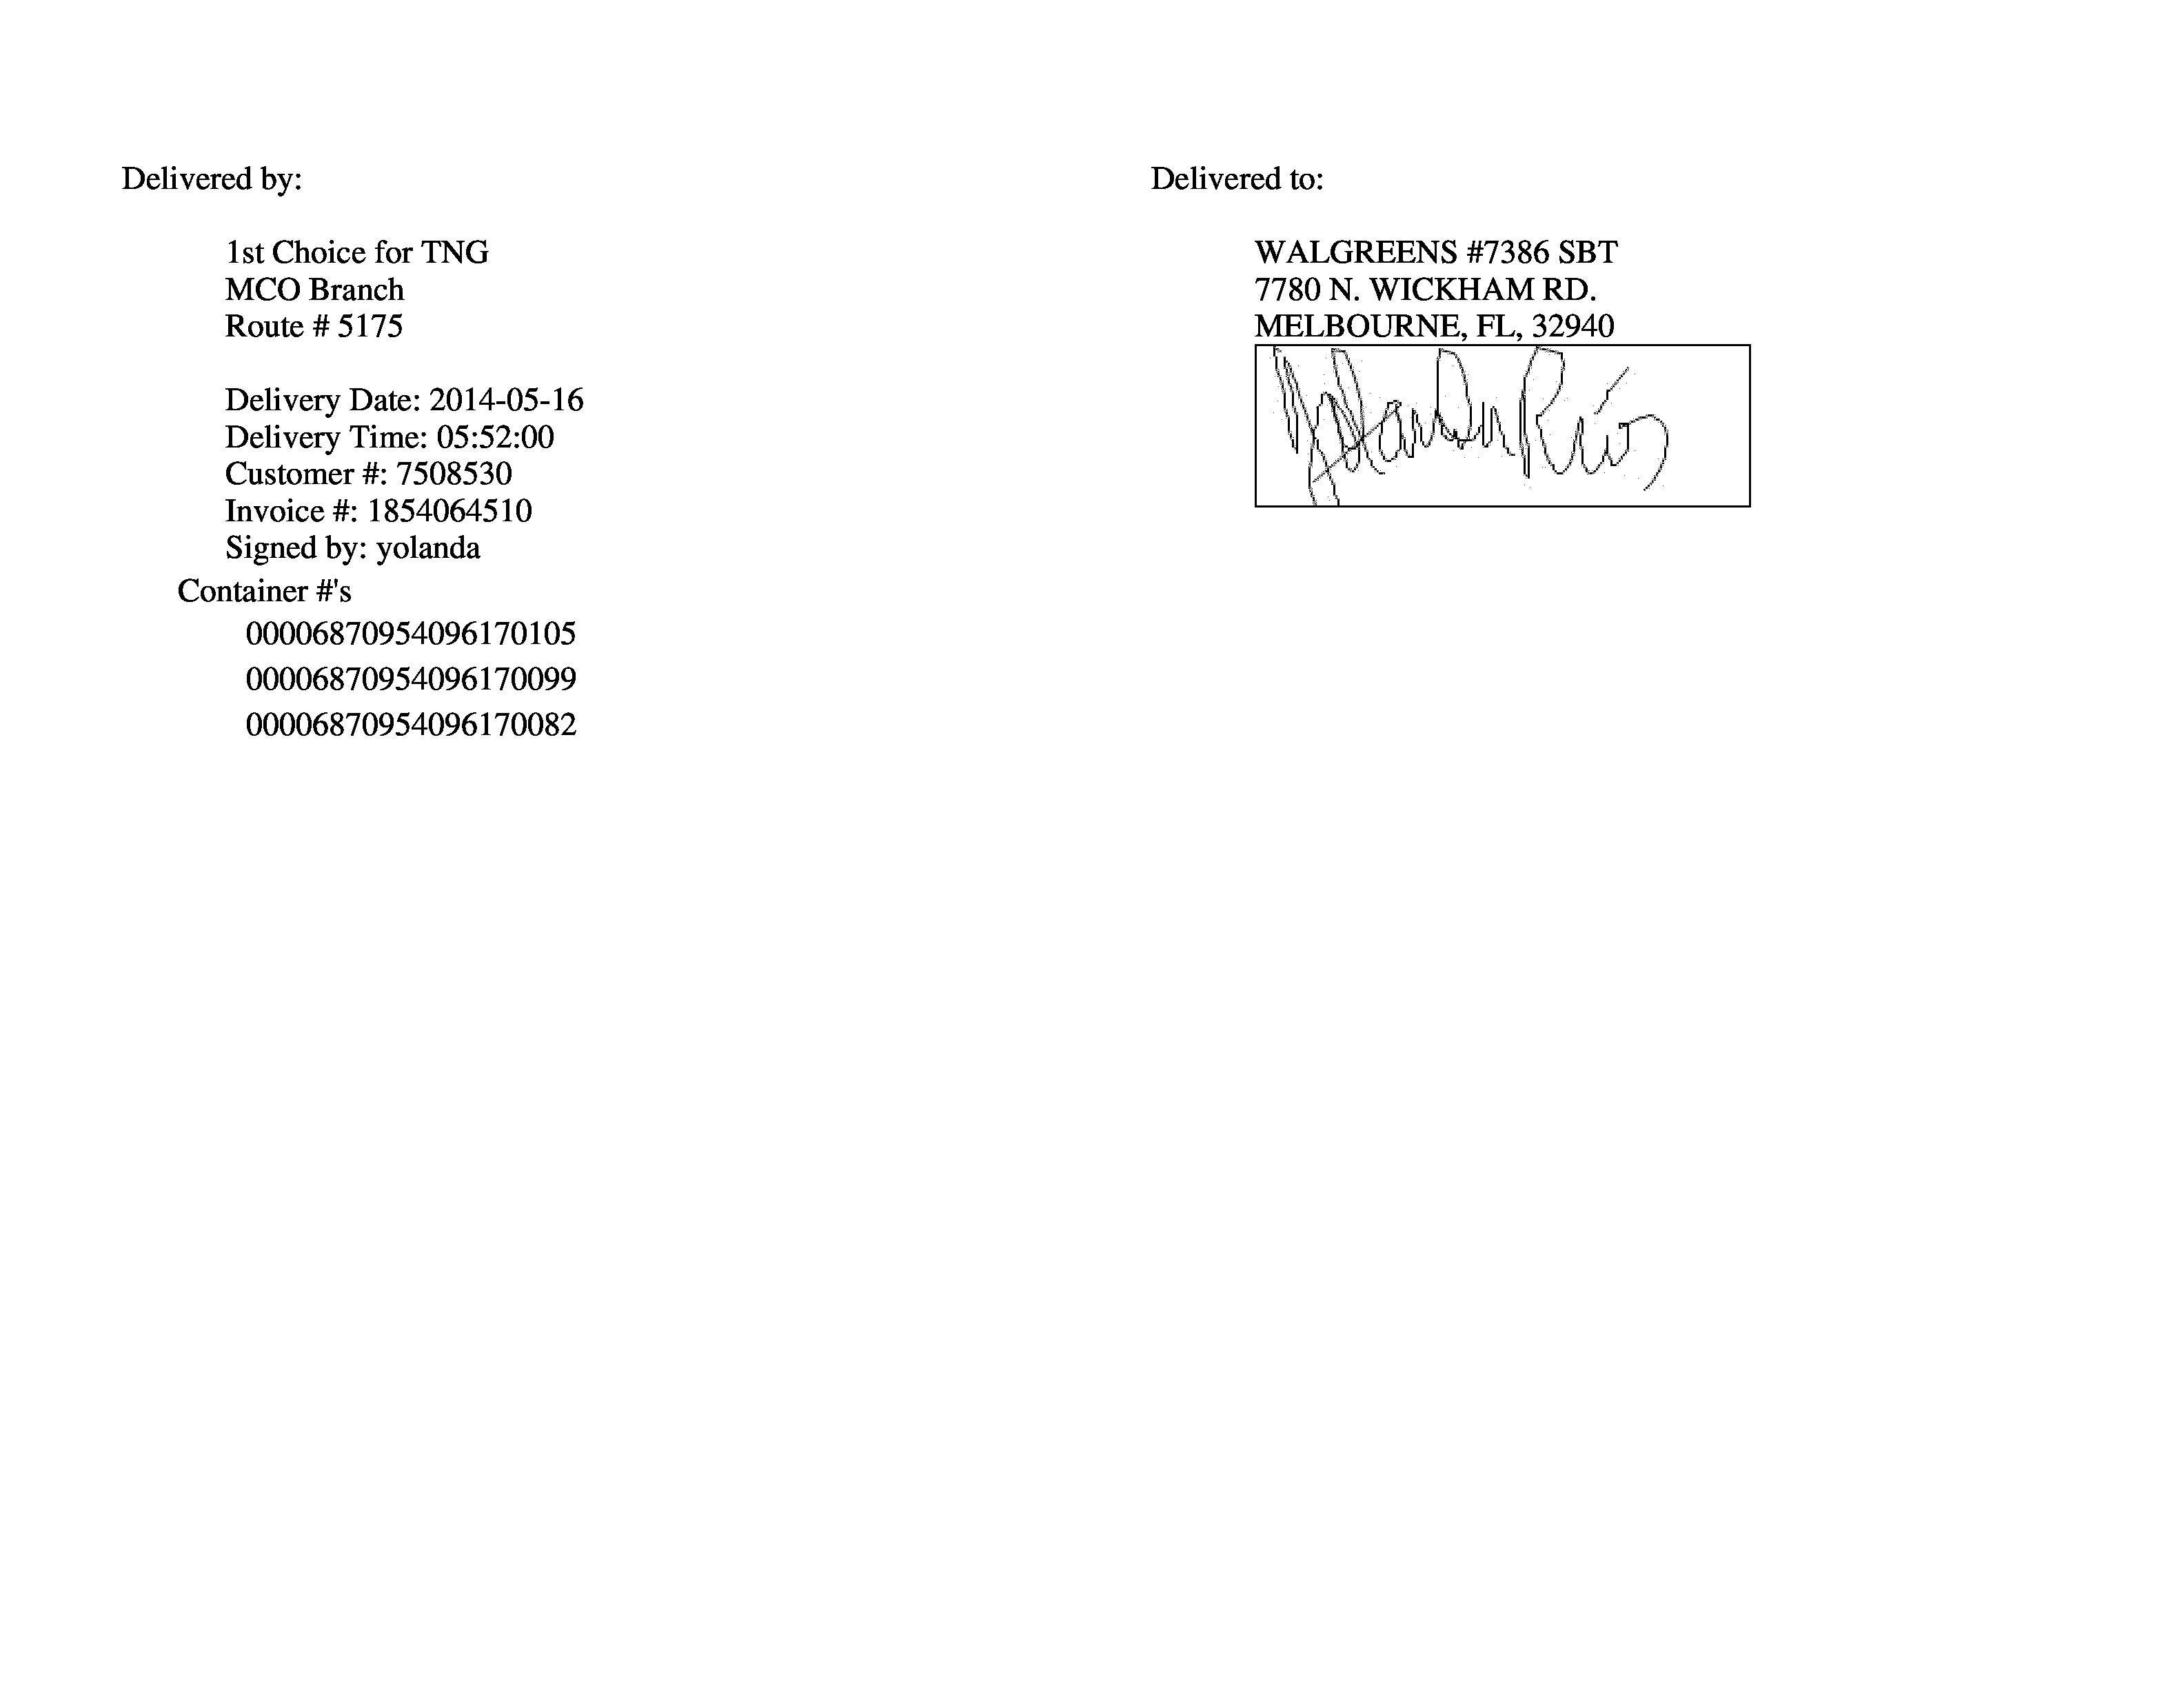 Delivered by:
1st Choice for TNG
MCO Branch
Route # 5175
Delivery Date: 2014-05-16
Delivery Time: 05:52:00
Customer #: 7508530
Invoice #: 1854064510
Signed by: yolanda
Container #'s
00006870954096170105
00006870954096170099
00006870954096170082
Delivered to:
WALGREENS #7386 SBT
7780 N. WICKHAM RD.
MELBOURNE, FL, 32940